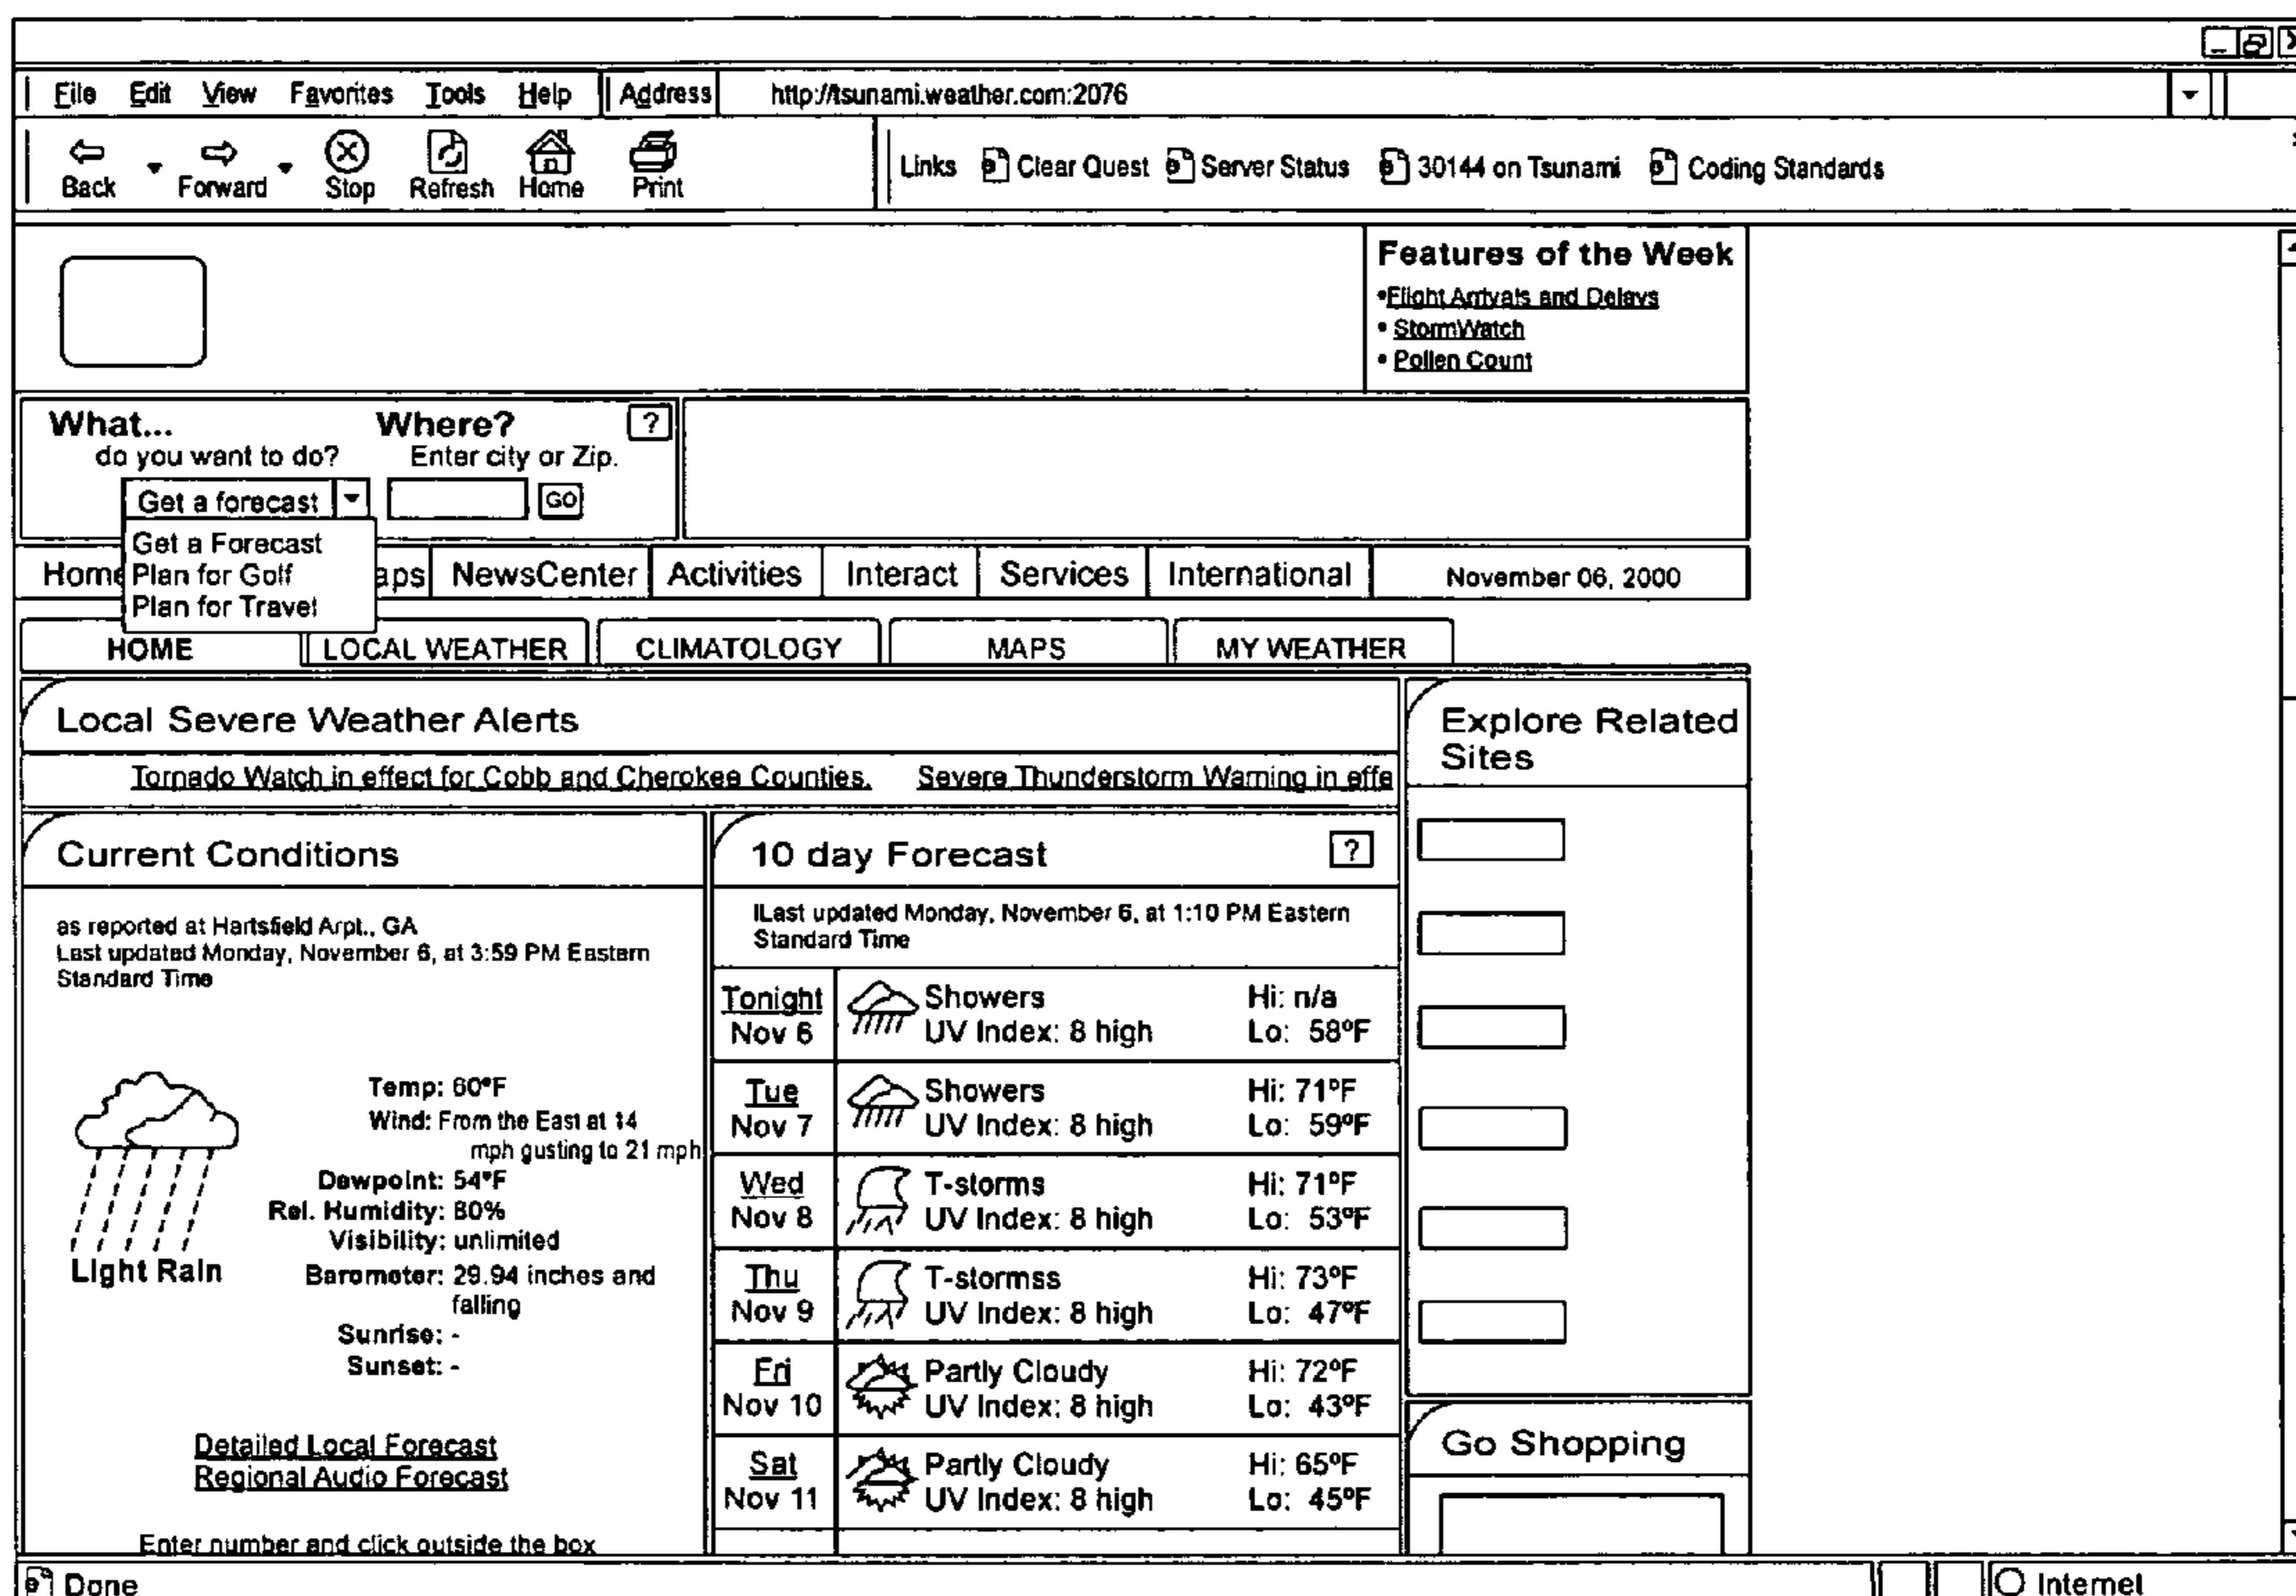 File Edit View Favorites Tools Help Address http://tsunami.weather.com:2076
Back Forward Stop Refresh Home Print Links Clear Quest Server Status 30144 on Tsunami Coding Standards
Features of the Week
•Flight Arrivals and Delays
• StormWatch
• Pollen Count
What... Where? ?
do you want to do? Enter city or Zip.
Get a forecast GO
Get a Forecast
Plan for Golf
Plan for Travel
Home aps NewsCenter Activities Interact Services International November 06, 2000
HOME LOCAL WEATHER CLIMATOLOGY MAPS MY WEATHER
Local Severe Weather Alerts
Tornado Watch in effect for Cobb and Cherokee Counties. Severe Thunderstorm Warning in effe
Explore Related
Sites
Current Conditions
as reported at Hartsfield Arpt., GA
Last updated Monday, November 6, at 3:59 PM Eastern
Standard Time
Light Rain
Temp: 60°F
Wind: From the East at 14
mph gusting to 21 mph
Dewpoint: 54°F
Rel. Humidity: 80%
Visibility: unlimited
Barometer: 29.94 inches and
falling
Sunrise: -
Sunset: -
Detailed Local Forecast
Regional Audio Forecast
Enter number and click outside the box
10 day Forecast ?
lLast updated Monday, November 6, at 1:10 PM Eastern
Standard Time
Tonight Showers Hi: n/a
Nov 6 UV Index: 8 high Lo: 58ºF
Tue Showers Hi: 71ºF
Nov 7 UV Index: 8 high Lo: 59ºF
Wed T-storms Hi: 71ºF
Nov 8 UV Index: 8 high Lo: 53ºF
Thu T-stormss Hi: 73ºF
Nov 9 UV Index: 8 high Lo: 47ºF
Fri Partly Cloudy Hi: 72ºF
Nov 10 UV Index: 8 high Lo: 43ºF
Sat Partly Cloudy Hi: 65ºF
Nov 11 UV Index: 8 high Lo: 45ºF
Go Shopping
Done Internet